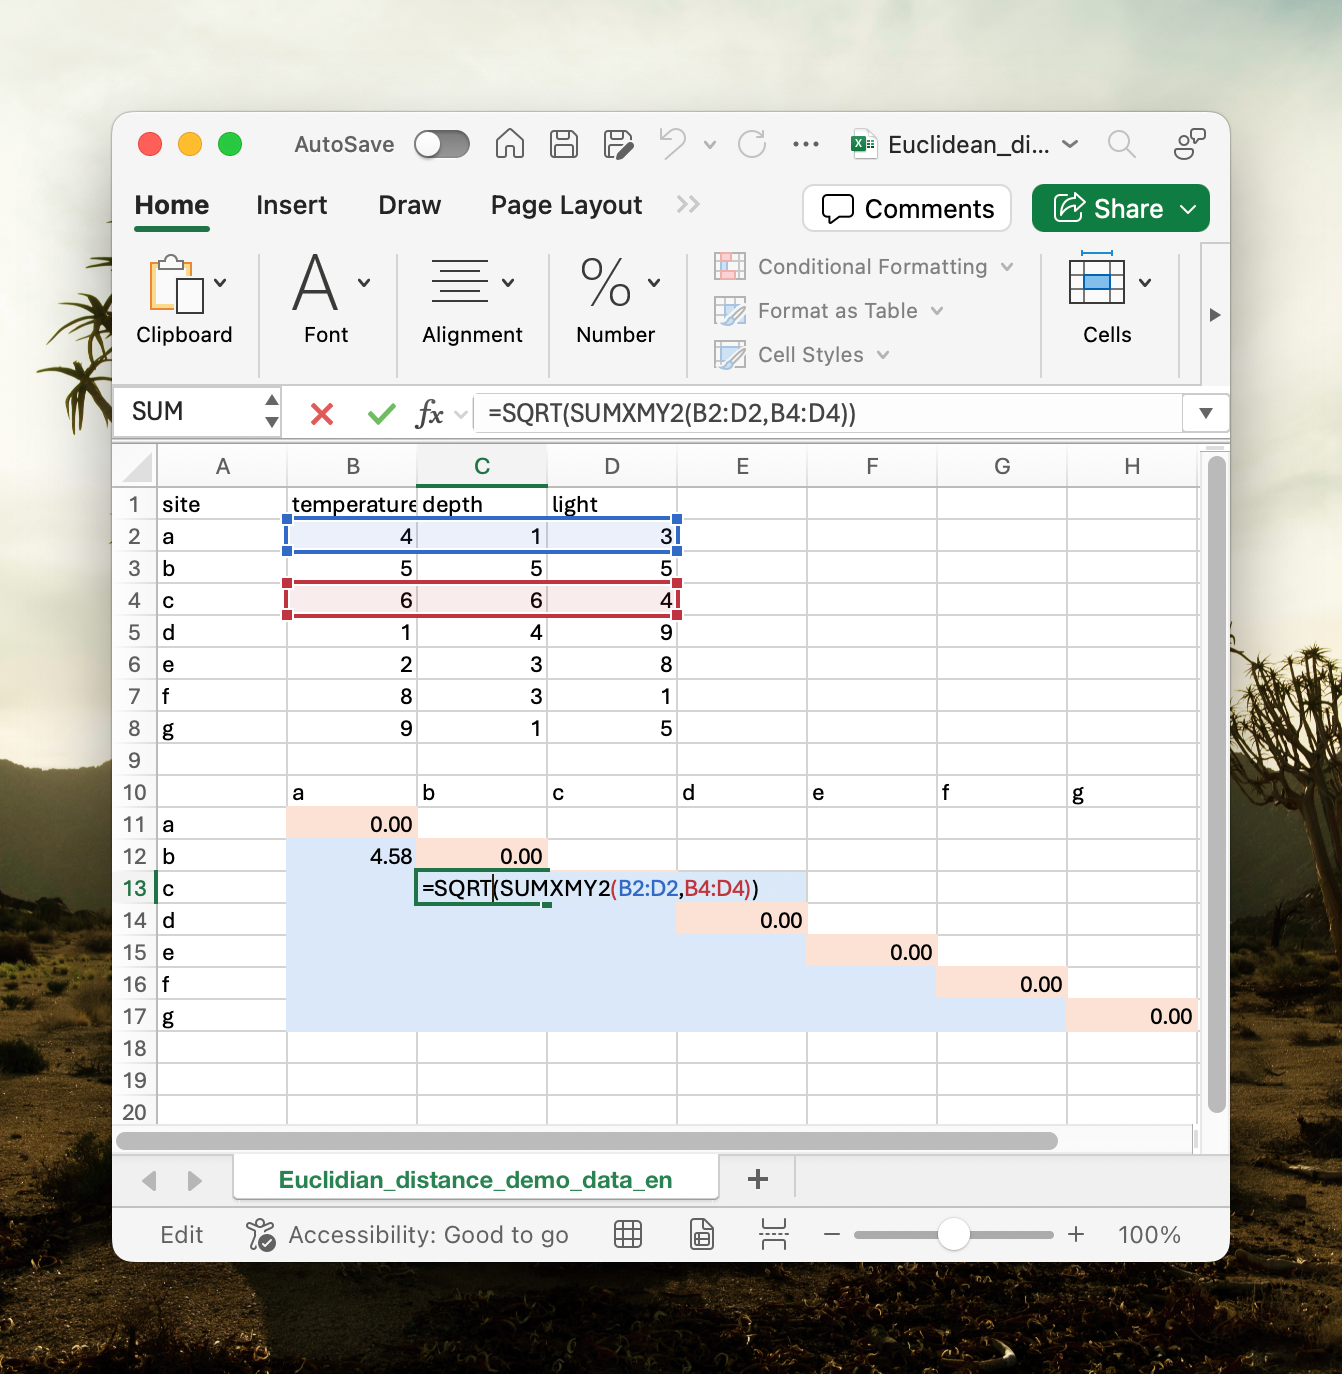 AutoSave Euclidean_di...
Home Insert Draw Page Layout Comments Share
Clipboard Font Alignment Number Conditional Formatting Format as Table Cell Styles Cells
SUM fx =SQRT(SUMXMY2(B2:D2,B4:D4))
A B C D E F G H
1 site temperature depth light
2 a 4 1 3
3 b 5 5 5
4 c 6 6 4
5 d 1 4 9
6 e 2 3 8
7 f 8 3 1
8 g 9 1 5
9
10 a b c d e f g
11 a 0.00
12 b 4.58 0.00
13 c =SQRT(SUMXMY2(B2:D2,B4:D4))
14 d 0.00
15 e 0.00
16 f 0.00
17 g 0.00
18
19
20
Euclidian_distance_demo_data_en
Edit Accessibility: Good to go 100%